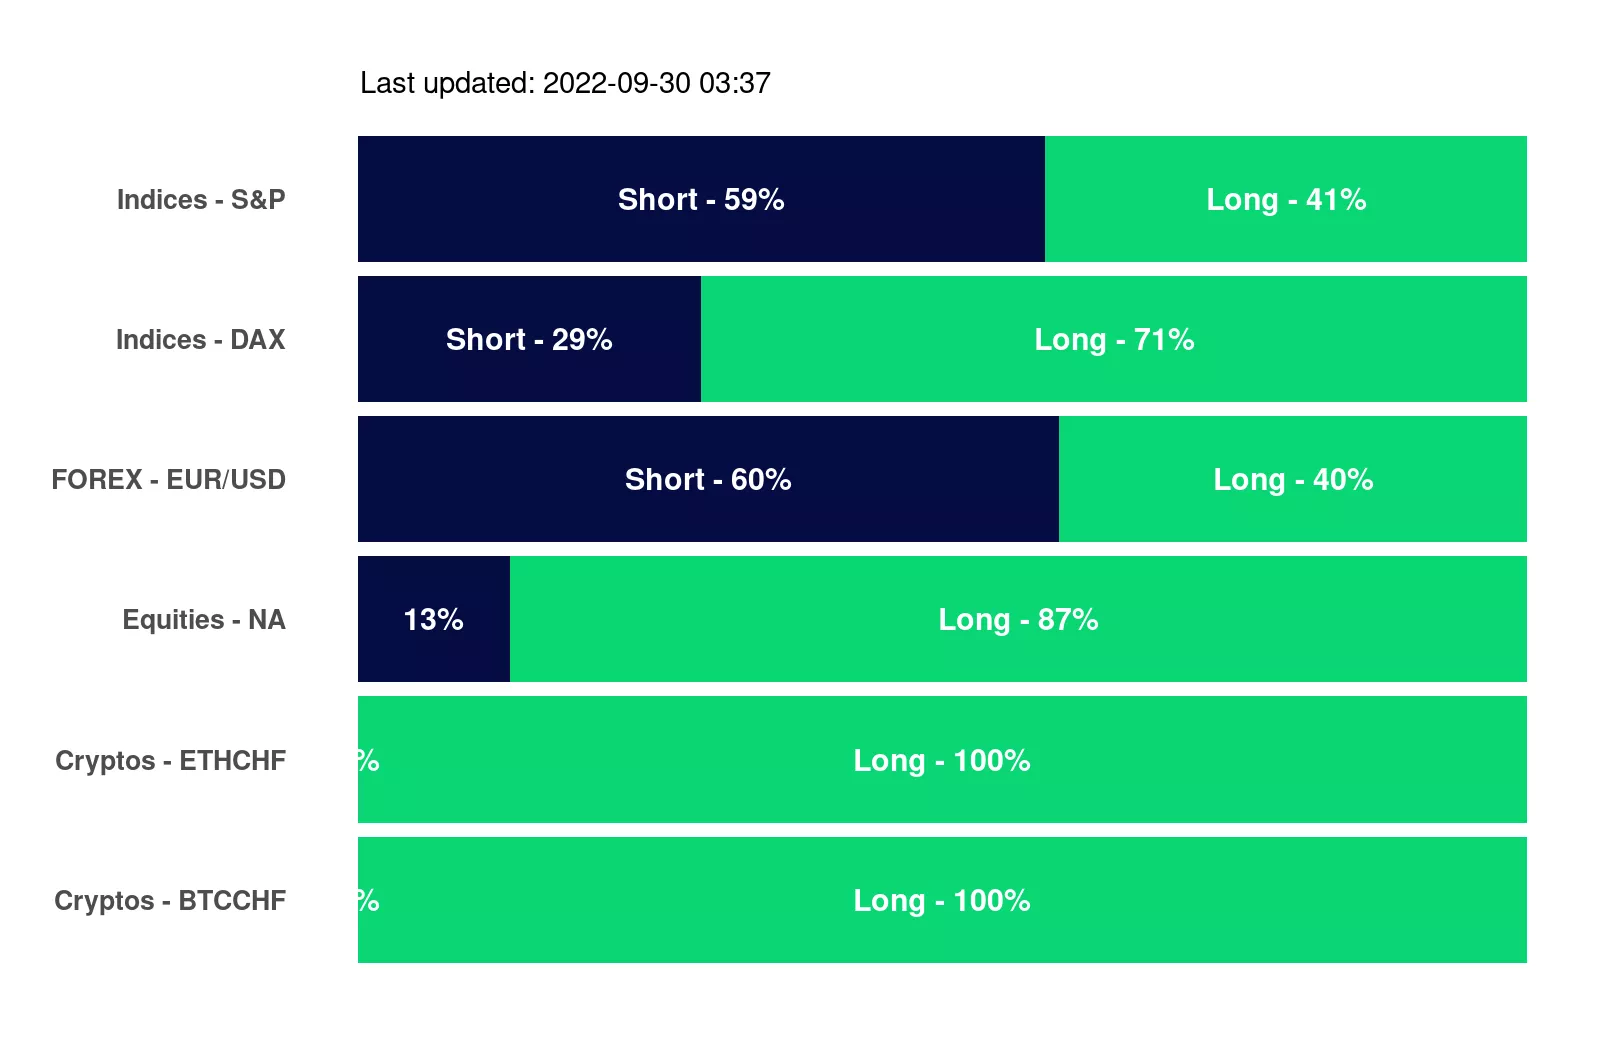 Last updated: 2022-09-30 03:37
Indices - S&P Short - 59% Long - 41%
Indices - DAX Short - 29% Long - 71%
FOREX - EUR/USD Short - 60% Long - 40%
Equities - NA 13% Long - 87%
Cryptos - ETHCHF % Long - 100%
Cryptos - BTCCHF % Long - 100%